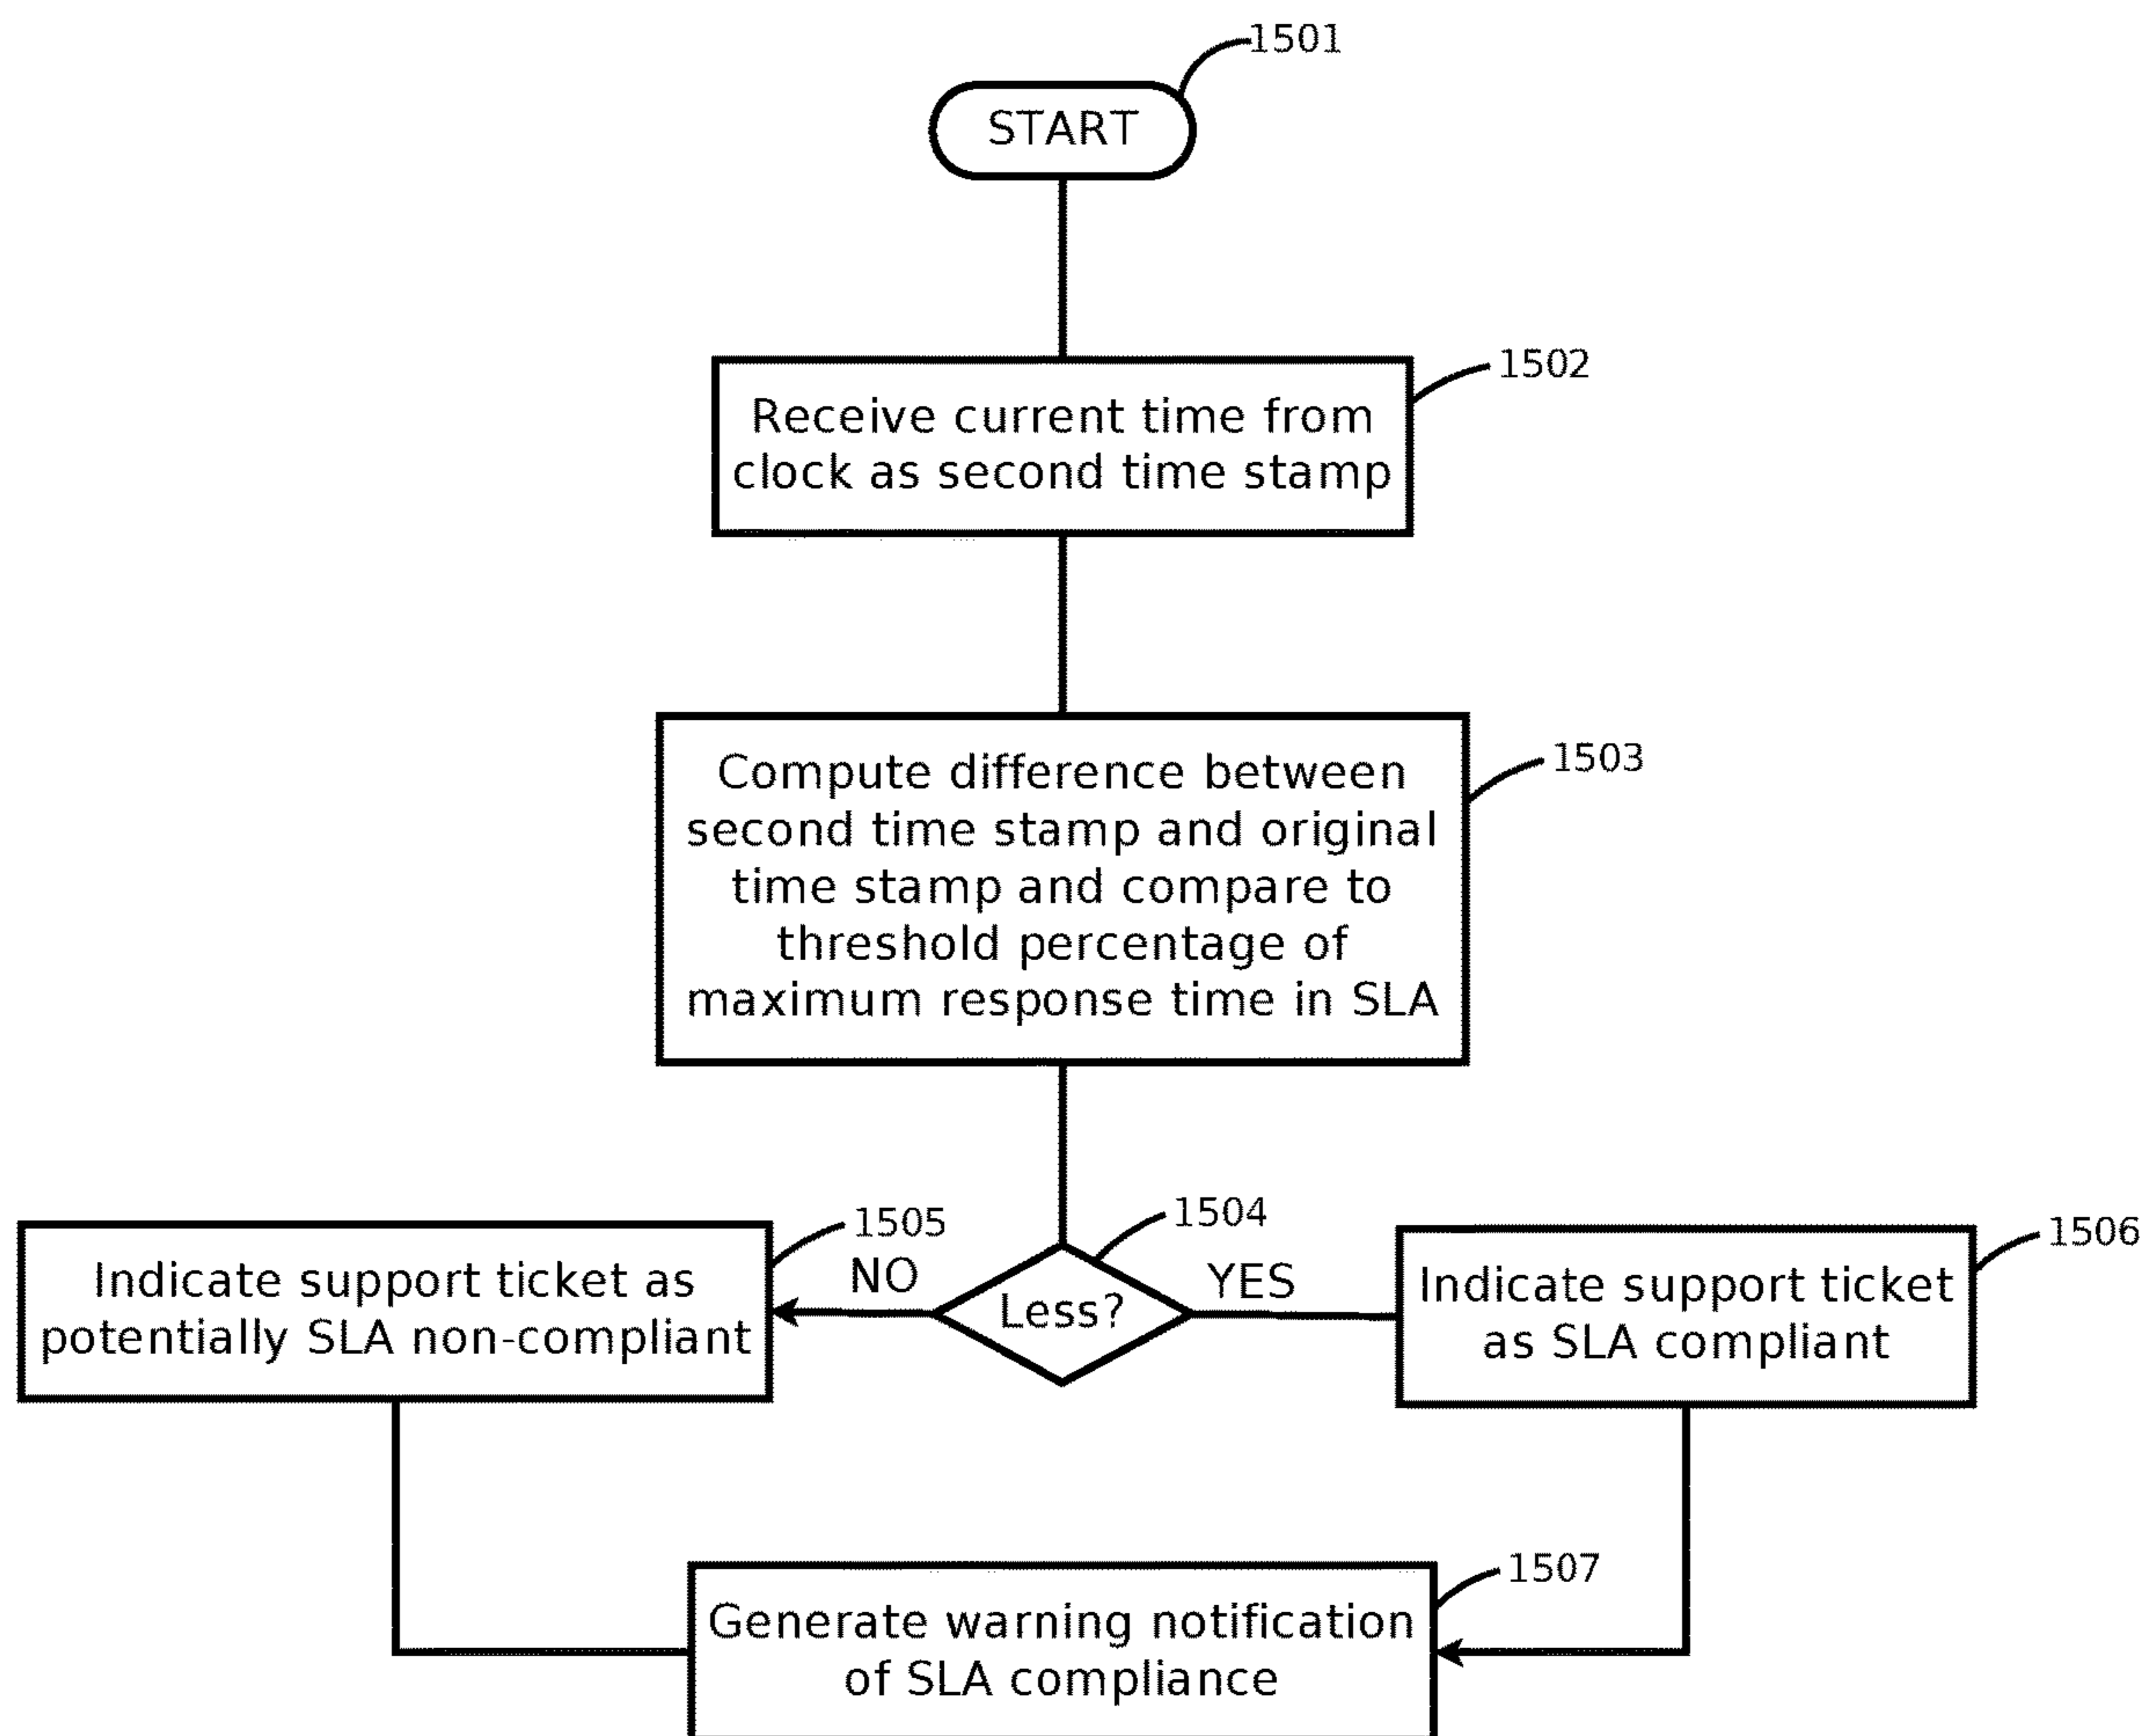 1501
START
1502
Receive current time from
clock as second time stamp
1503
Compute difference between
second time stamp and original
time stamp and compare to
threshold percentage of
maximum response time in SLA
1504
Less?
NO
YES
1505
Indicate support ticket as
potentially SLA non-compliant
1506
Indicate support ticket
as SLA compliant
1507
Generate warning notification
of SLA compliance